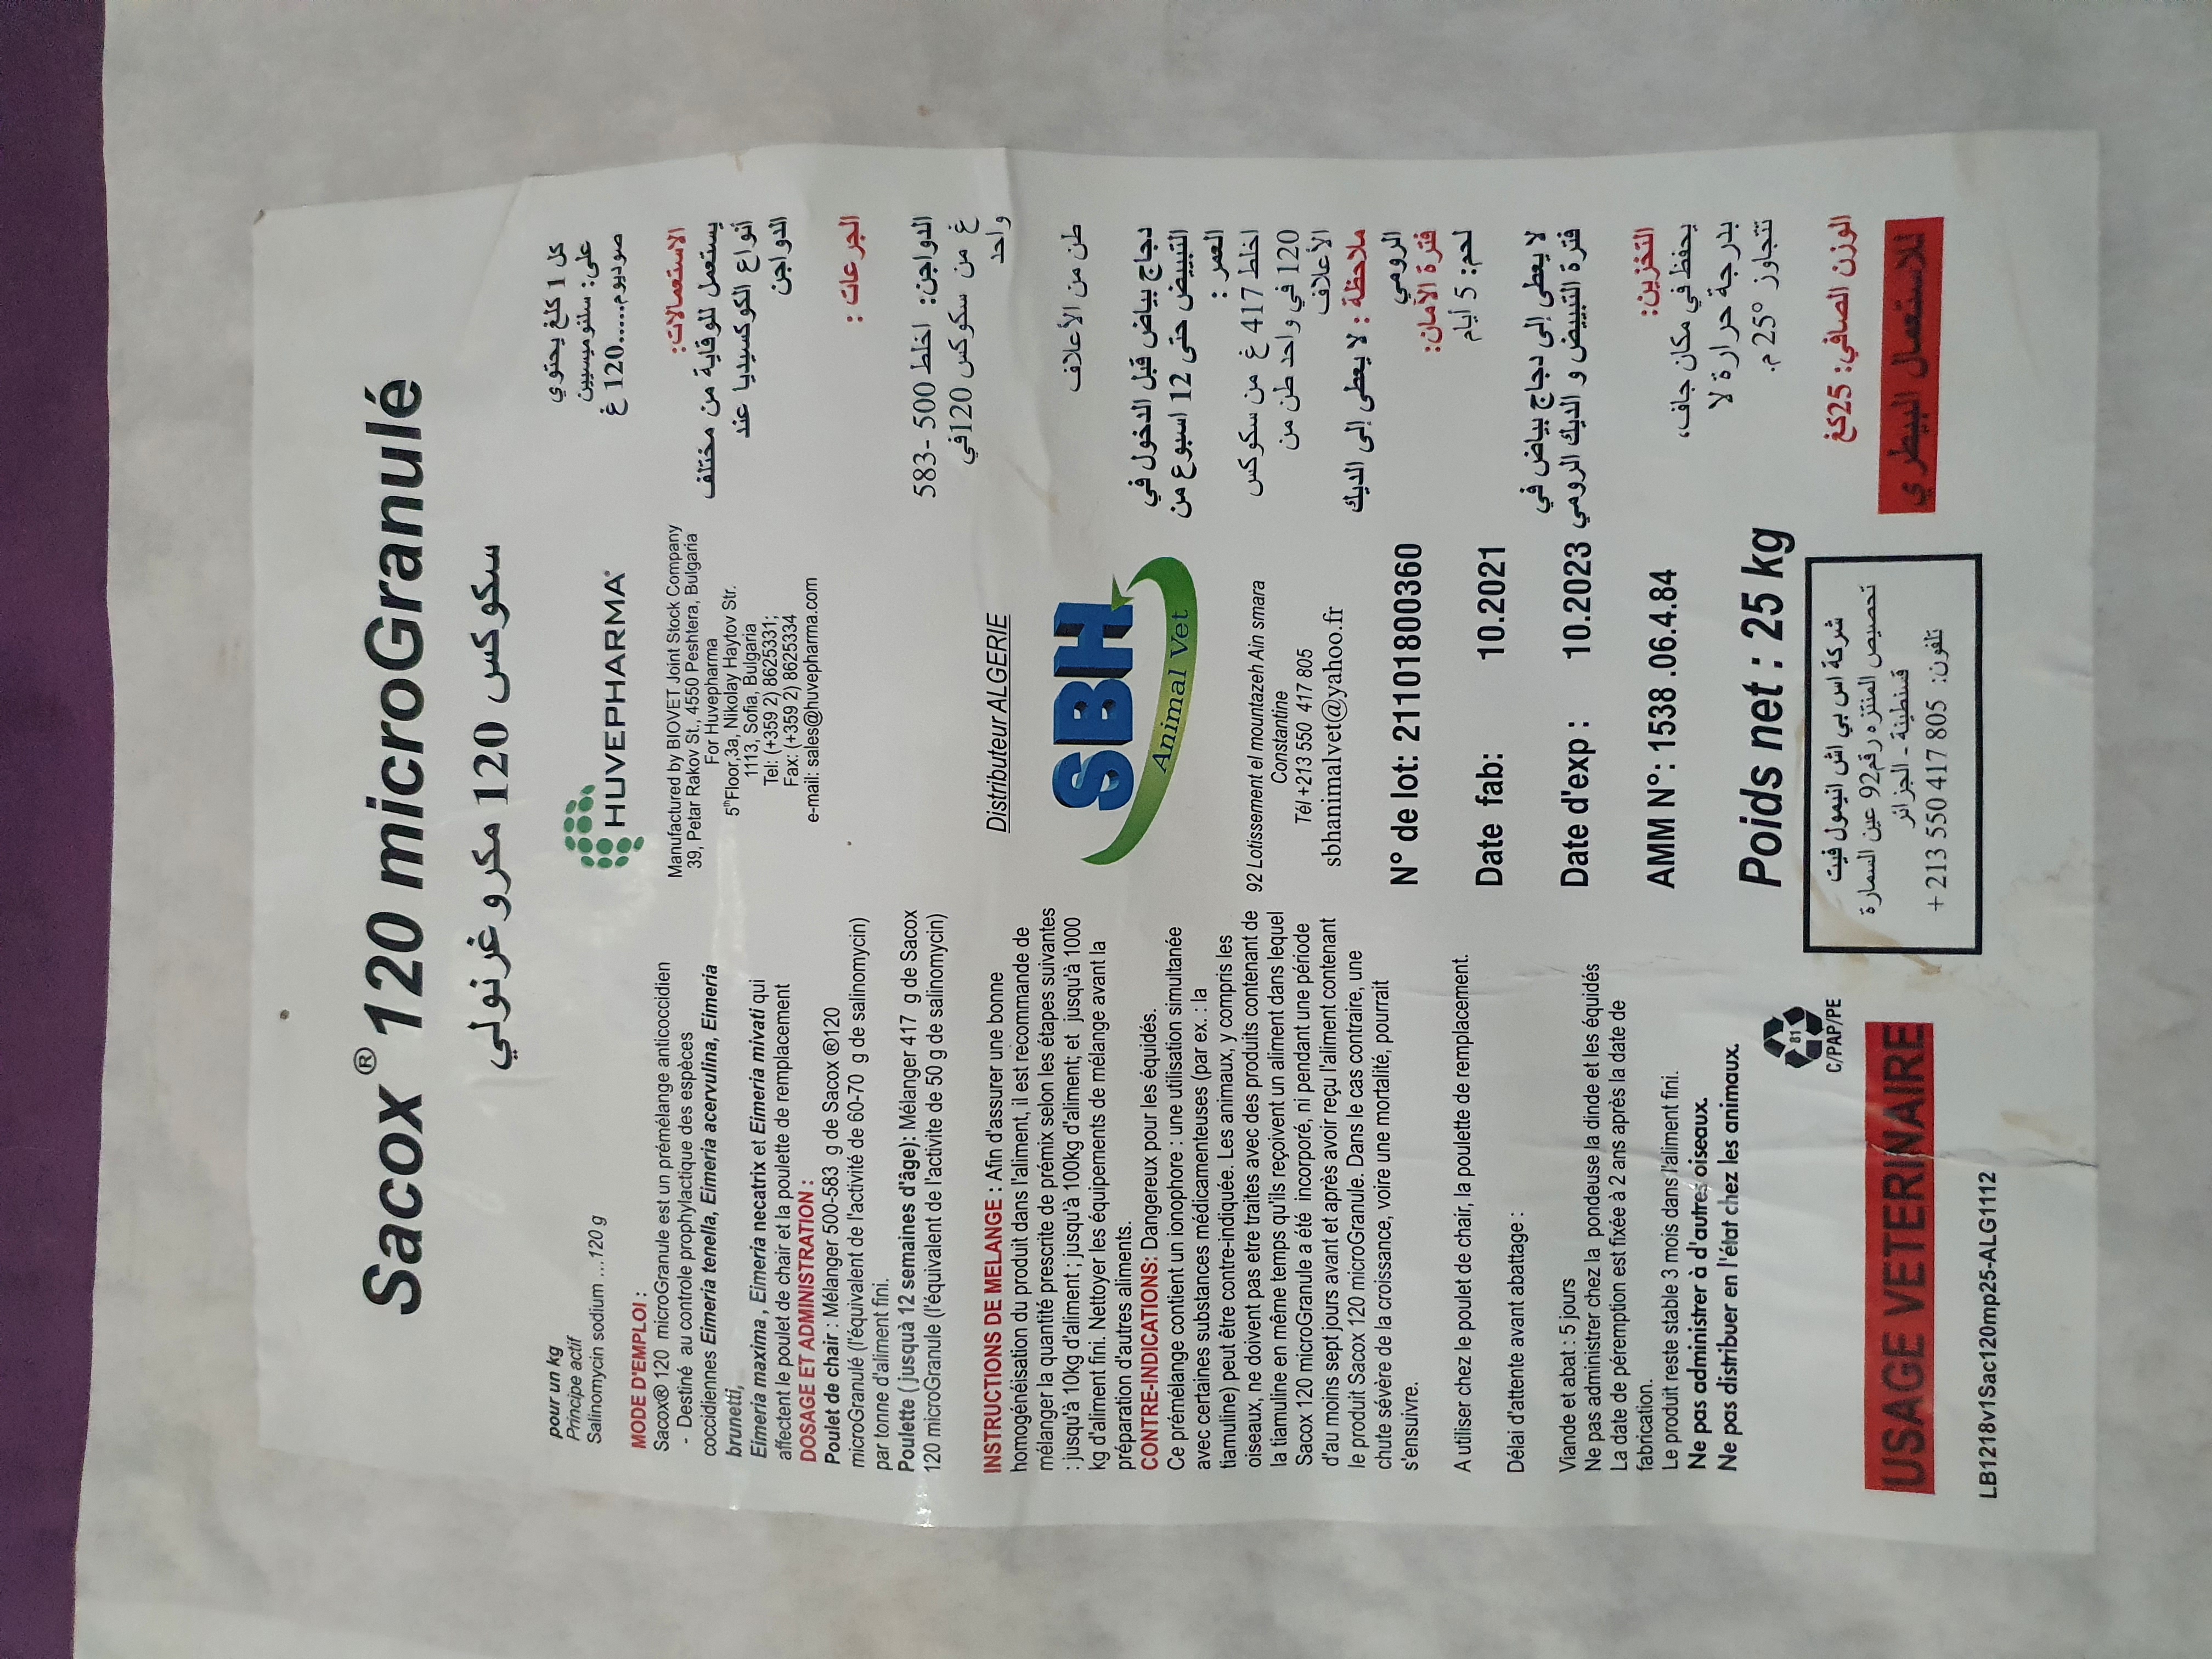 Sacox® 120 microGranulé
سكوكس 120 مكروغرنولي
pour un kg
Principe actif
Salinomycin sodium ...120 g
MODE D'EMPLOI :
Sacox® 120 microGranule est un prémélange anticoccidien
- Destiné au controle prophylactique des espèces
coccidiennes Eimeria tenella, Eimeria acervulina, Eimeria
brunetti,
Eimeria maxima , Eimeria necatrix et Eimeria mivati qui
affectent le poulet de chair et la poulette de remplacement
DOSAGE ET ADMINISTRATION :
Poulet de chair : Mélanger 500-583 g de Sacox ®120
microGranulé (l'équivalent de l'activité de 60-70 g de salinomycin)
par tonne d'aliment fini.
Poulette ( jusquà 12 semaines d'âge): Mélanger 417 g de Sacox
120 microGranule (l'équivalent de l'activite de 50 g de salinomycin)
INSTRUCTIONS DE MELANGE : Afin d'assurer une bonne
homogénéisation du produit dans l'aliment, il est recommande de
mélanger la quantité prescrite de prémix selon les étapes suivantes
: jusqu'à 10kg d'aliment ; jusqu'à 100kg d'aliment; et jusqu'à 1000
kg d'aliment fini. Nettoyer les équipements de mélange avant la
préparation d'autres aliments.
CONTRE-INDICATIONS: Dangereux pour les équidés.
Ce prémélange contient un ionophore : une utilisation simultanée
avec certaines substances médicamenteuses (par ex. : la
tiamuline) peut être contre-indiquée. Les animaux, y compris les
oiseaux, ne doivent pas etre traites avec des produits contenant de
la tiamuline en même temps qu'ils reçoivent un aliment dans lequel
Sacox 120 microGranule a été incorporé, ni pendant une période
d'au moins sept jours avant et après avoir reçu l'aliment contenant
le produit Sacox 120 microGranule. Dans le cas contraire, une
chute sévère de la croissance, voire une mortalité, pourrait
s'ensuivre.
A utiliser chez le poulet de chair, la poulette de remplacement.
Délai d'attente avant abattage :
Viande et abat : 5 jours
Ne pas administrer chez la pondeuse la dinde et les équidés
La date de péremption est fixée à 2 ans après la date de
fabrication.
Le produit reste stable 3 mois dans l'aliment fini.
Ne pas administrer à d'autres oiseaux.
Ne pas distribuer en l'état chez les animaux.
81
C/PAP/PE
USAGE VETERINAIRE
LB1218v1Sac120mp25-ALG1112
HUVEPHARMA
Manufactured by BIOVET Joint Stock Company
39, Petar Rakov St., 4550 Peshtera, Bulgaria
For Huvepharma
5th Floor,3a, Nikolay Haytov Str.
1113, Sofia, Bulgaria
Tel: (+359 2) 8625331;
Fax: (+359 2) 8625334
e-mail: sales@huvepharma.com
Distributeur ALGERIE
SBH
Animal Vet
92 Lotissement el mountazeh Ain smara
Constantine
Tél +213 550 417 805
sbhanimalvet@yahoo.fr
N° de lot: 21101800360
Date fab: 10.2021
Date d'exp : 10.2023
AMM N°: 1538 .06.4.84
Poids net : 25 kg
شركة اس بي اش انيمول فيت
تحصيص المنتزه رقم92 عين السمارة
قسنطينة - الجزائر
تلفون: 805 417 550 213 +
كل 1 كلغ يحتوي
على: سلنوميسيين
صوديوم.....120 غ
الاستعمالات:
يستعمل للوقاية من مختلف
أنواع الكوكسيديا عند
الدواجن
الجرعات :
الدواجن: اخلط 500 -583
غ من سكوكس 120في
واحد
طن من الأعلاف
دجاج بياض قبل الدخول في
التبييض حتى 12 اسبوع من
العمر :
اخلط 417 غ من سكوكس
120 في واحد طن من
الأعلاف
ملاحظة : لا يعطى إلى الديك
الرومي
فترة الأمان:
لحم: 5 أيام
لا يعطى إلى دجاج بياض في
فترة التبييض و الديك الرومي
التخزين:
يحفظ في مكان جاف،
بدرجة حرارة لا
تتجاوز °25 م.
الوزن الصافي: 25كغ
للاستعمال البيطري